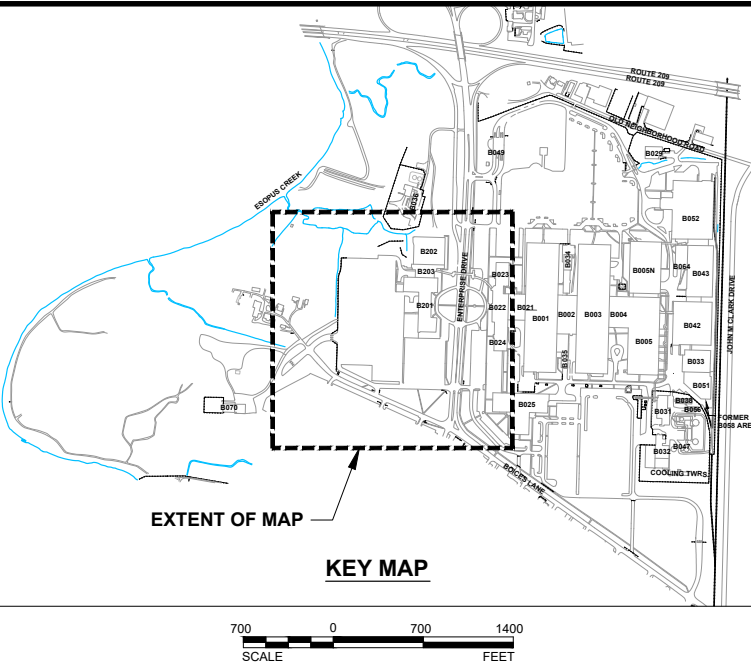 ROUTE 209
ROUTE 209
OLD NEIGHBORHOOD ROAD
B029
B049
ESOPUS CREEK
B036
B052
B202
B034
B005N
B064
B043
B023
B203
ENTERPRISE DRIVE
JOHN M CLARK DRIVE
B201
B022
B021
B001
B002
B003
B004
B042
B024
B005
B035
B033
B051
B070
B025
B038
B031
B056
FORMER
B058 ARE
B047
B032
COOLING TWRS.
BOICES LANE
EXTENT OF MAP
KEY MAP
700 0 700 1400
SCALE FEET